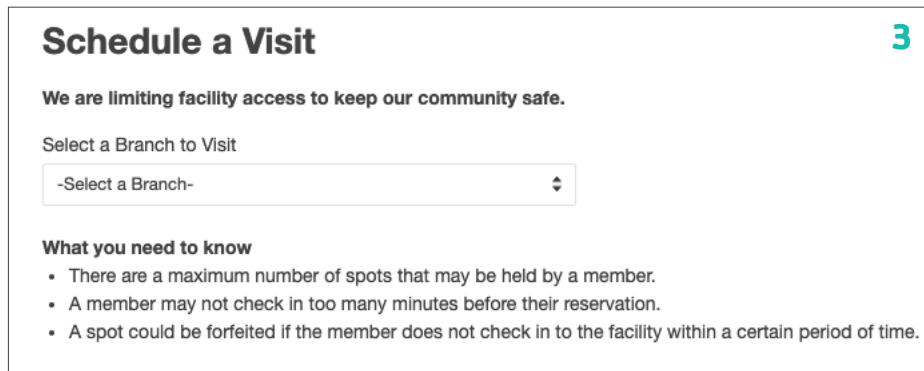 Schedule a Visit
3
We are limiting facility access to keep our community safe.
Select a Branch to Visit
-Select a Branch-
What you need to know
• There are a maximum number of spots that may be held by a member.
• A member may not check in too many minutes before their reservation.
• A spot could be forfeited if the member does not check in to the facility within a certain period of time.